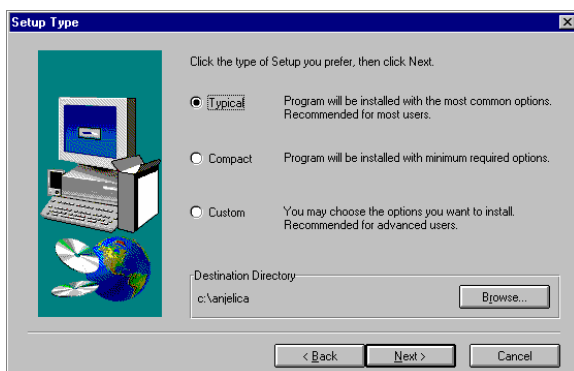 Setup Type
Click the type of Setup you prefer, then click Next.
Typical
Program will be installed with the most common options.
Recommended for most users.
Compact
Program will be installed with minimum required options.
Custom
You may choose the options you want to install.
Recommended for advanced users.
Destination Directory
c:\anjelica
Browse...
< Back
Next >
Cancel